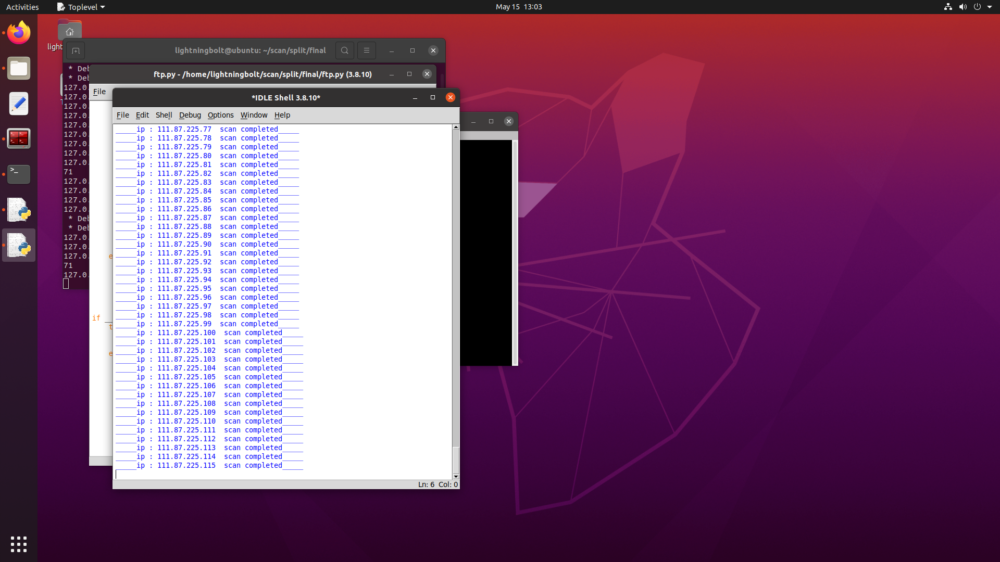 Activities
Toplevel
May 15 13:03
lightningbolt@ubuntu: ~/scan/split/final
* Deb
* Deb
127.0.
127.0.
127.0.
127.0.
127.0.
127.0.
127.0.
127.0.
127.0.
71
127.0.
127.0.
127.0.
127.0.
* Deb
* Deb
127.0.
127.0.
127.0.
71
127.0.
ftp.py - /home/lightningbolt/scan/split/final/ftp.py (3.8.10)
File
e
if __
t
e
*IDLE Shell 3.8.10*
File Edit Shell Debug Options Window Help
_____ip : 111.87.225.77  scan completed_____
_____ip : 111.87.225.78  scan completed_____
_____ip : 111.87.225.79  scan completed_____
_____ip : 111.87.225.80  scan completed_____
_____ip : 111.87.225.81  scan completed_____
_____ip : 111.87.225.82  scan completed_____
_____ip : 111.87.225.83  scan completed_____
_____ip : 111.87.225.84  scan completed_____
_____ip : 111.87.225.85  scan completed_____
_____ip : 111.87.225.86  scan completed_____
_____ip : 111.87.225.87  scan completed_____
_____ip : 111.87.225.88  scan completed_____
_____ip : 111.87.225.89  scan completed_____
_____ip : 111.87.225.90  scan completed_____
_____ip : 111.87.225.91  scan completed_____
_____ip : 111.87.225.92  scan completed_____
_____ip : 111.87.225.93  scan completed_____
_____ip : 111.87.225.94  scan completed_____
_____ip : 111.87.225.95  scan completed_____
_____ip : 111.87.225.96  scan completed_____
_____ip : 111.87.225.97  scan completed_____
_____ip : 111.87.225.98  scan completed_____
_____ip : 111.87.225.99  scan completed_____
_____ip : 111.87.225.100  scan completed_____
_____ip : 111.87.225.101  scan completed_____
_____ip : 111.87.225.102  scan completed_____
_____ip : 111.87.225.103  scan completed_____
_____ip : 111.87.225.104  scan completed_____
_____ip : 111.87.225.105  scan completed_____
_____ip : 111.87.225.106  scan completed_____
_____ip : 111.87.225.107  scan completed_____
_____ip : 111.87.225.108  scan completed_____
_____ip : 111.87.225.109  scan completed_____
_____ip : 111.87.225.110  scan completed_____
_____ip : 111.87.225.111  scan completed_____
_____ip : 111.87.225.112  scan completed_____
_____ip : 111.87.225.113  scan completed_____
_____ip : 111.87.225.114  scan completed_____
_____ip : 111.87.225.115  scan completed_____
Ln: 6 Col: 0